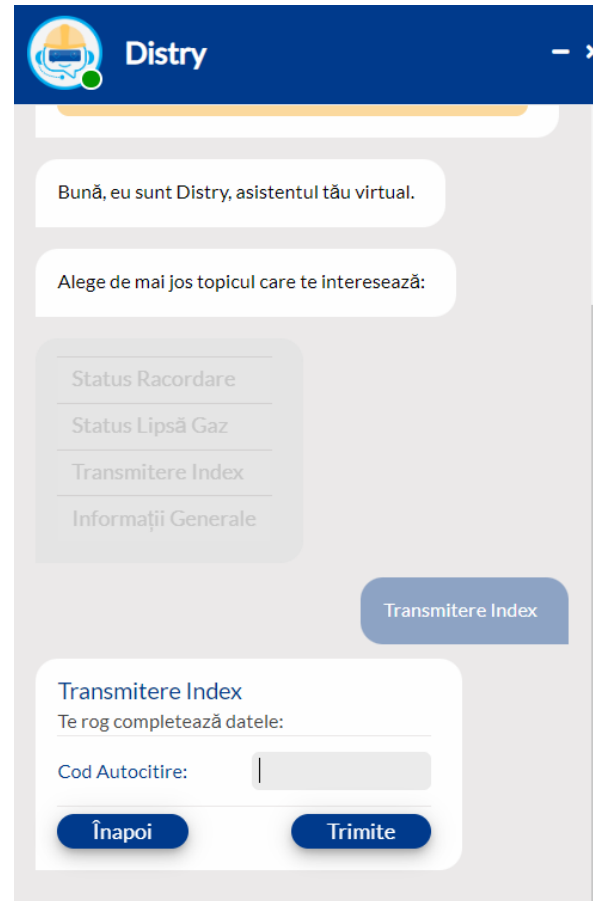 Distry
Bună, eu sunt Distry, asistentul tău virtual.
Alege de mai jos topicul care te interesează:
Status Racordare
Status Lipsă Gaz
Transmitere Index
Informații Generale
Transmitere Index
Transmitere Index
Te rog completează datele:
Cod Autocitire:
Înapoi
Trimite